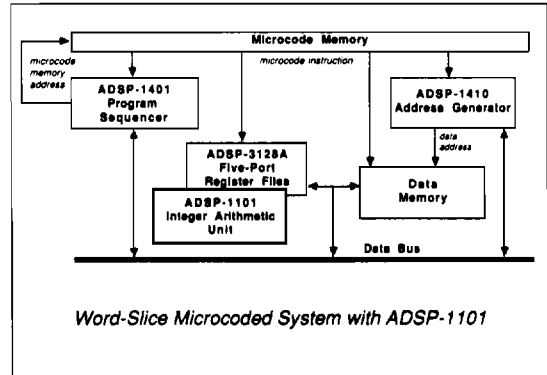 Microcode Memory
microcode
memory
address
microcode instruction
ADSP-1401
Program
Sequencer
ADSP-1410
Address Generator
data
address
ADSP-3128A
Five-Port
Register Files
ADSP-1101
Integer Arithmetic
Unit
Data
Memory
Data Bus
Word-Slice Microcoded System with ADSP-1101